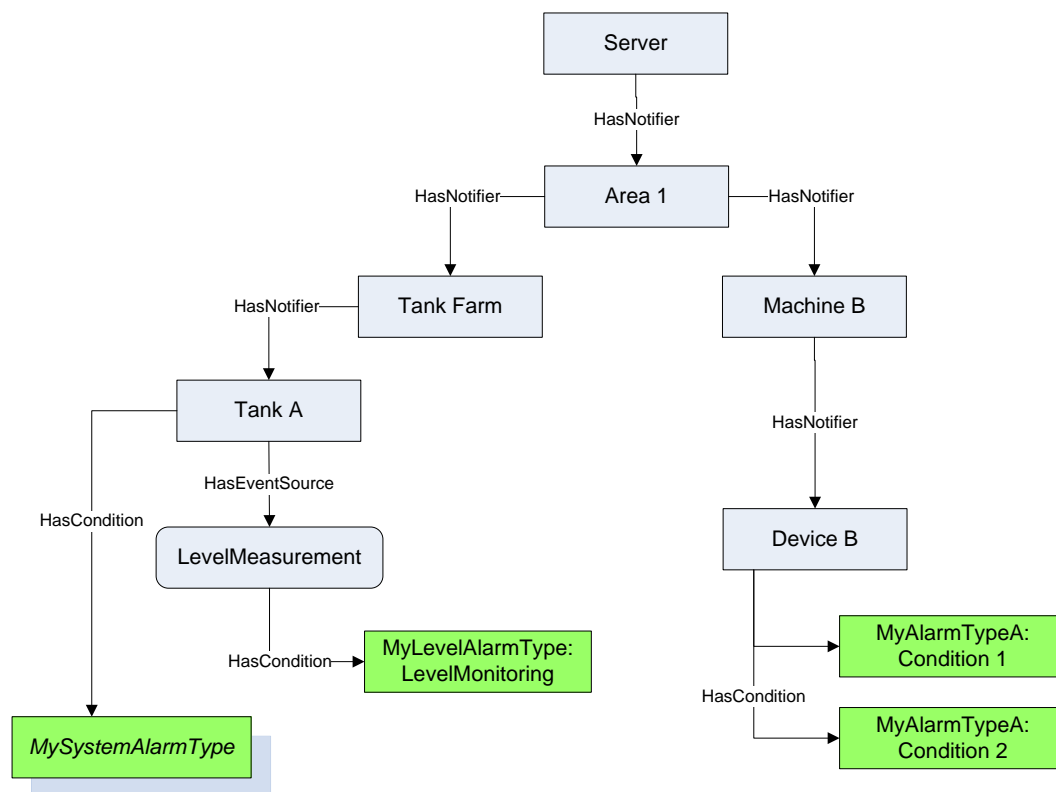 Server
HasNotifier
Area 1
HasNotifier
HasNotifier
Tank Farm
Machine B
HasNotifier
Tank A
HasNotifier
HasEventSource
HasCondition
LevelMeasurement
Device B
HasCondition
MyLevelAlarmType:
LevelMonitoring
MyAlarmTypeA:
Condition 1
HasCondition
MyAlarmTypeA:
Condition 2
MySystemAlarmType